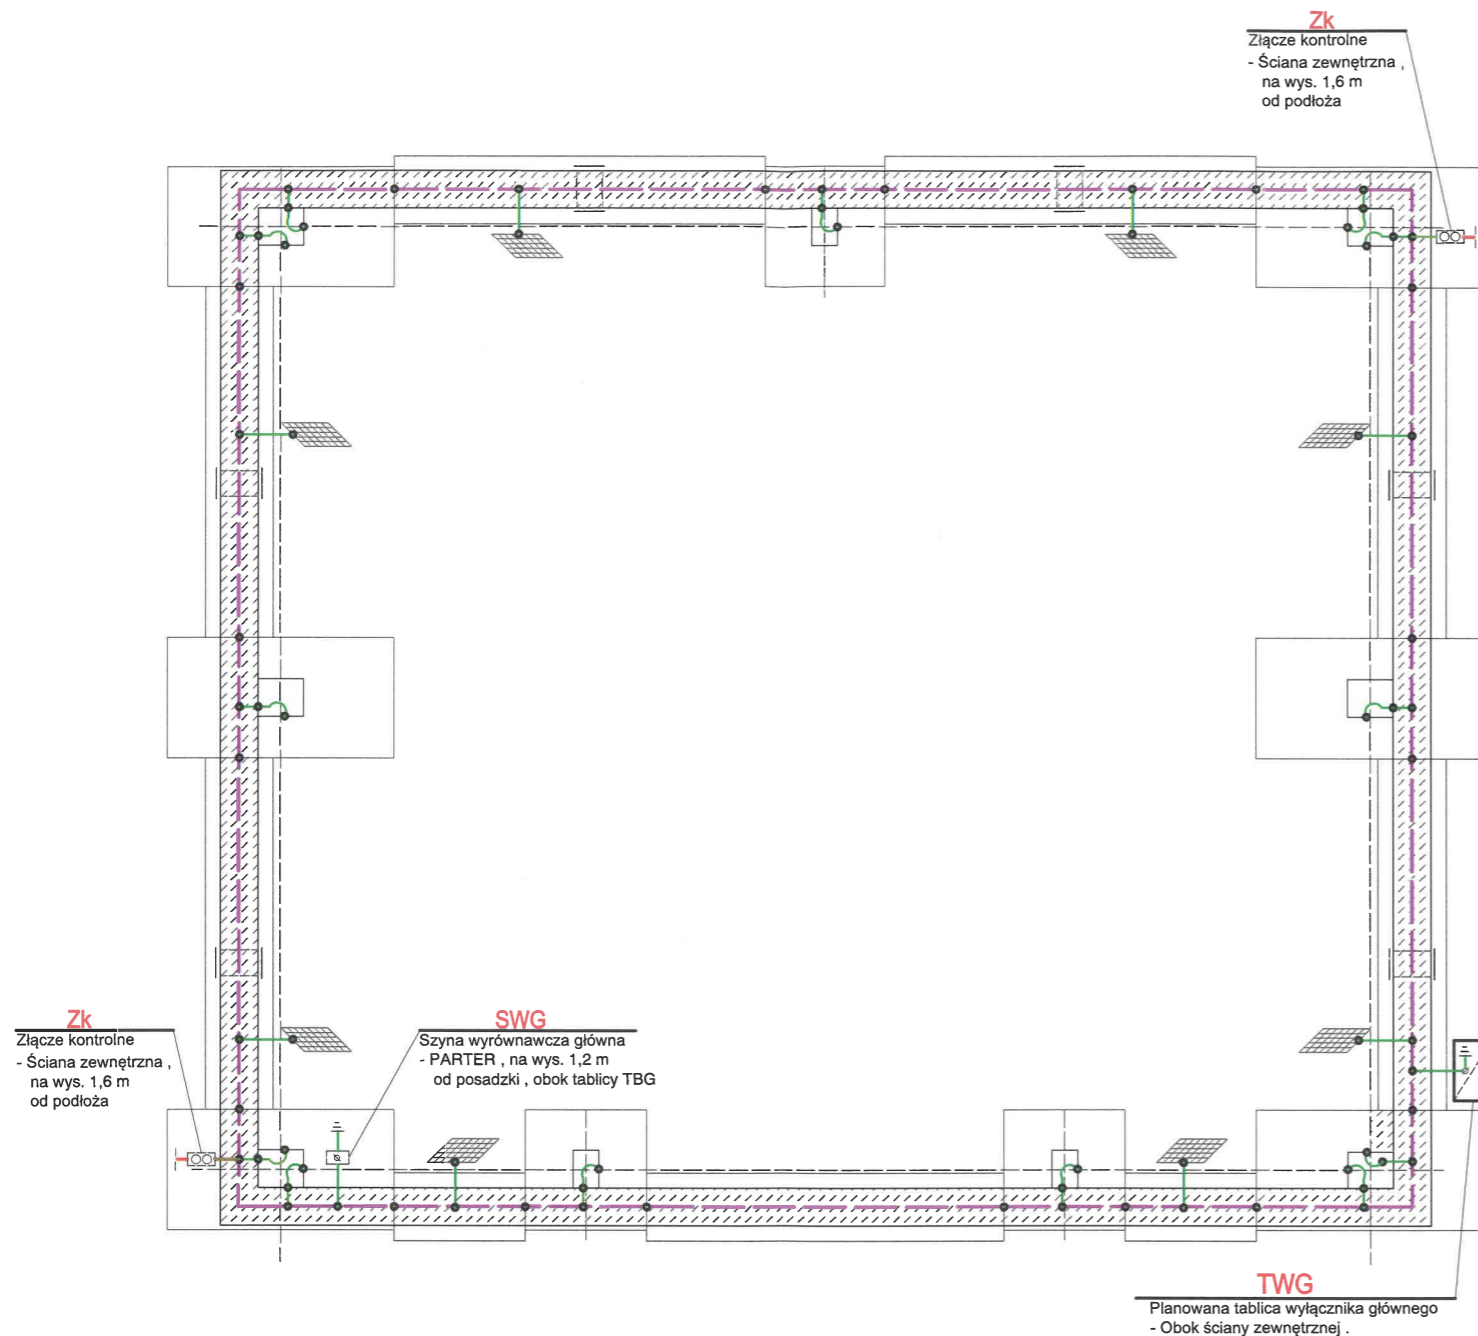 Zk
Złącze kontrolne
- Ściana zewnętrzna ,
na wys. 1,6 m
od podłoża
Zk
Złącze kontrolne
- Ściana zewnętrzna ,
na wys. 1,6 m
od podłoża
SWG
Szyna wyrównawcza główna
- PARTER , na wys. 1,2 m
od posadzki , obok tablicy TBG
TWG
Planowana tablica wyłącznika głównego
- Obok ściany zewnętrznej .